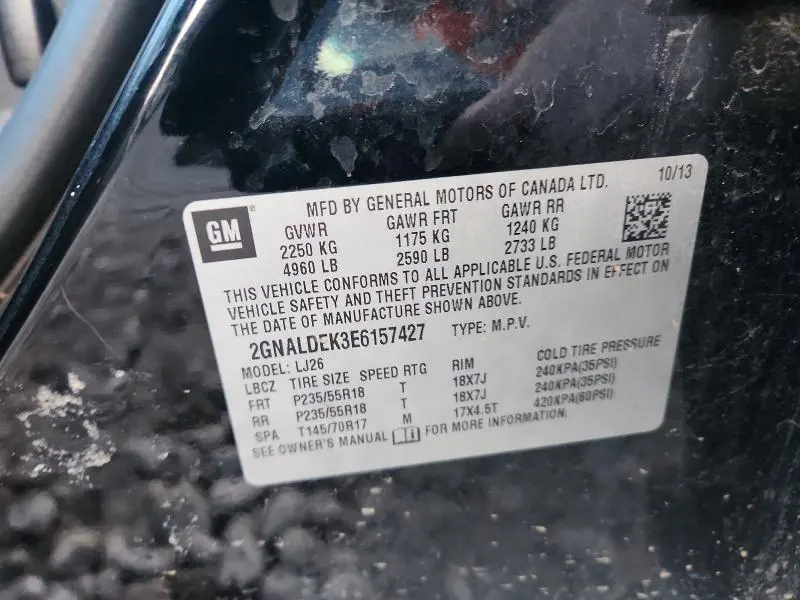 GM
MFD BY GENERAL MOTORS OF CANADA LTD. 10/13
GVWR GAWR FRT GAWR RR
2250 KG 1175 KG 1240 KG
4960 LB 2590 LB 2733 LB
THIS VEHICLE CONFORMS TO ALL APPLICABLE U.S. FEDERAL MOTOR
VEHICLE SAFETY AND THEFT PREVENTION STANDARDS IN EFFECT ON
THE DATE OF MANUFACTURE SHOWN ABOVE.
2GNALDEK3E6157427 TYPE: M.P.V.
MODEL: LJ26
LBCZ TIRE SIZE SPEED RTG RIM COLD TIRE PRESSURE
FRT P235/55R18 T 18X7J 240KPA(35PSI)
RR P235/55R18 T 18X7J 240KPA(35PSI)
SPA T145/70R17 M 17X4.5T 420KPA(60PSI)
SEE OWNER'S MANUAL FOR MORE INFORMATION.